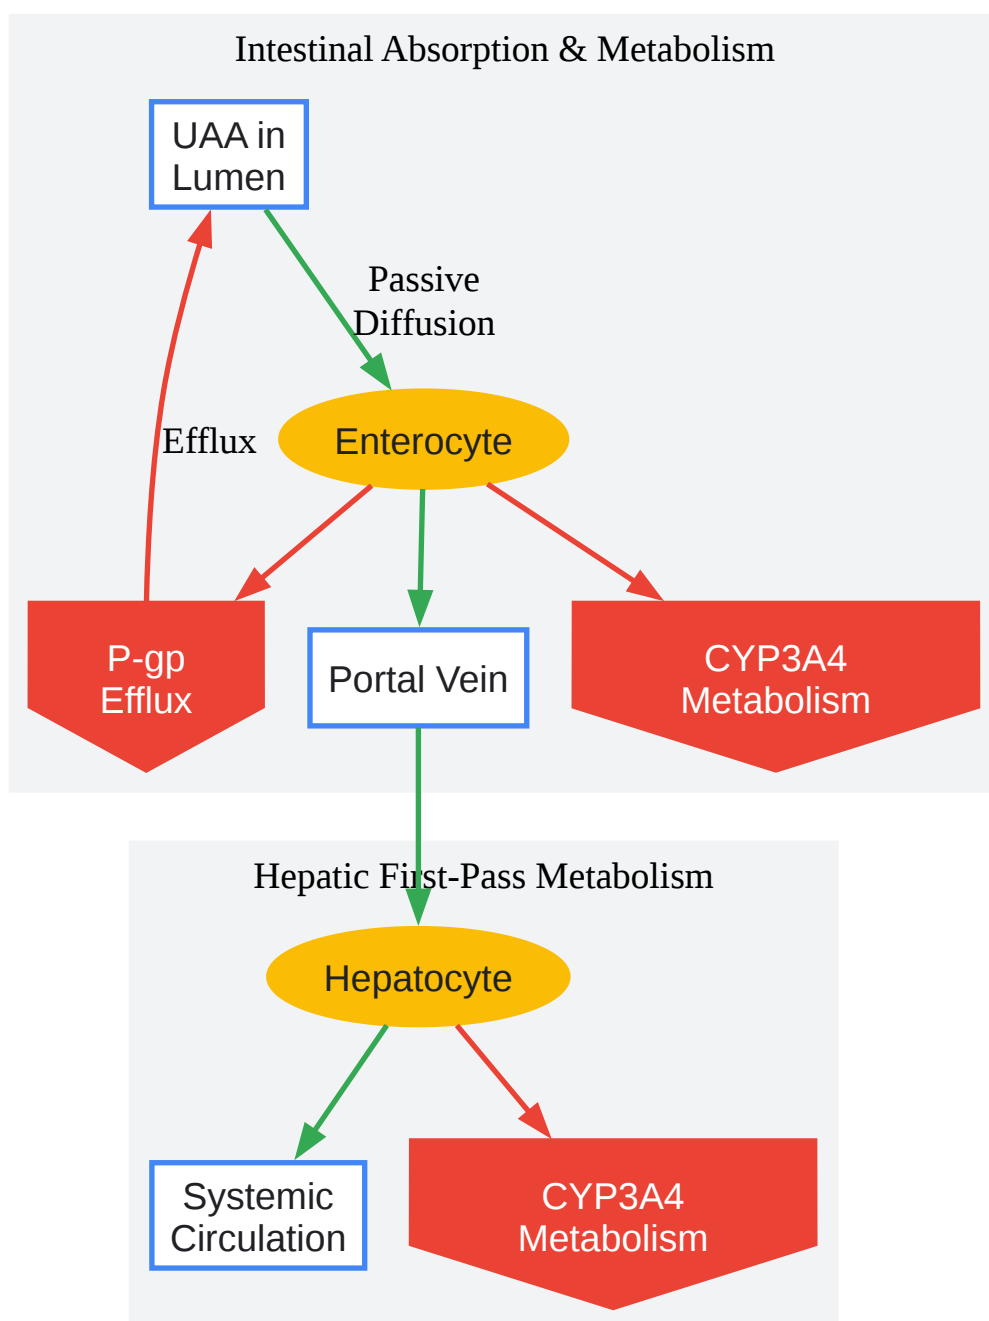 Intestinal Absorption & Metabolism
UAA in
Lumen
Passive
Diffusion
Efflux
Enterocyte
P-gp
Efflux
Portal Vein
CYP3A4
Metabolism
Hepatic First-Pass Metabolism
Hepatocyte
Systemic
Circulation
CYP3A4
Metabolism